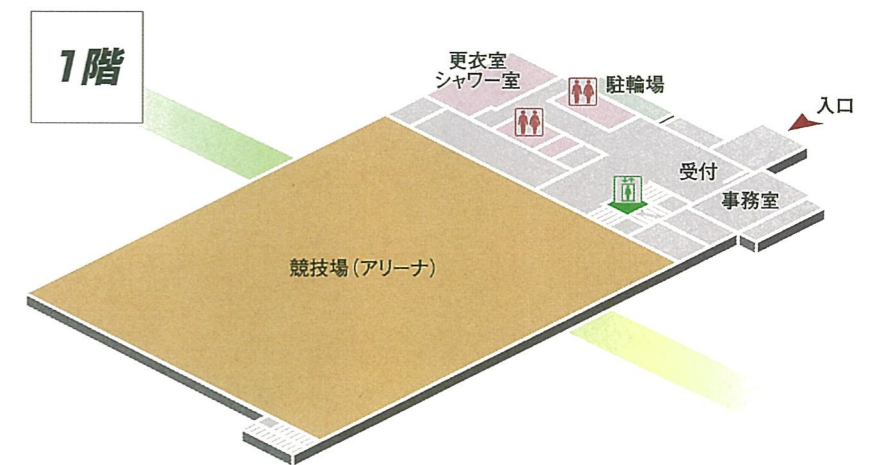 1階
更衣室
シャワー室
駐輪場
入口
受付
事務室
競技場(アリーナ)